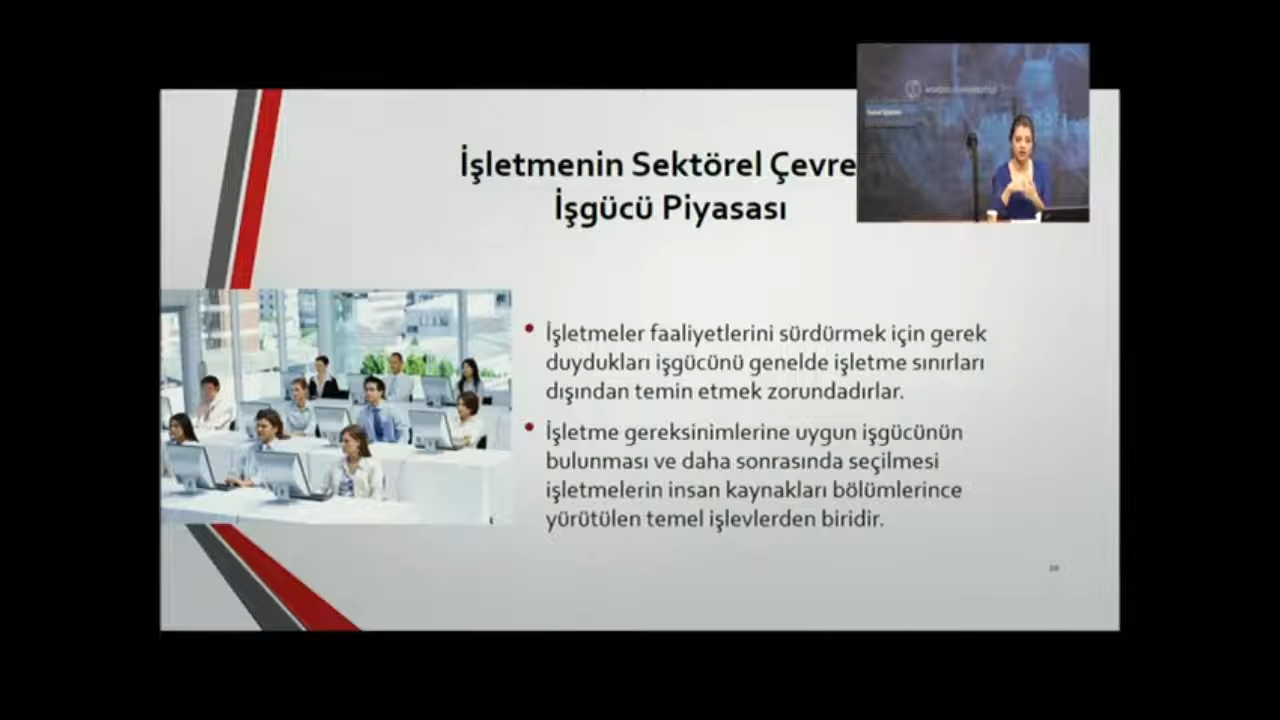 İşletmenin Sektörel Çevre
İşgücü Piyasası
İşletmeler faaliyetlerini sürdürmek için gerek
duydukları işgücünü genelde işletme sınırları
dışından temin etmek zorundadırlar.
İşletme gereksinimlerine uygun işgücünün
bulunması ve daha sonrasında seçilmesi
işletmelerin insan kaynakları bölümlerince
yürütülen temel işlevlerden biridir.